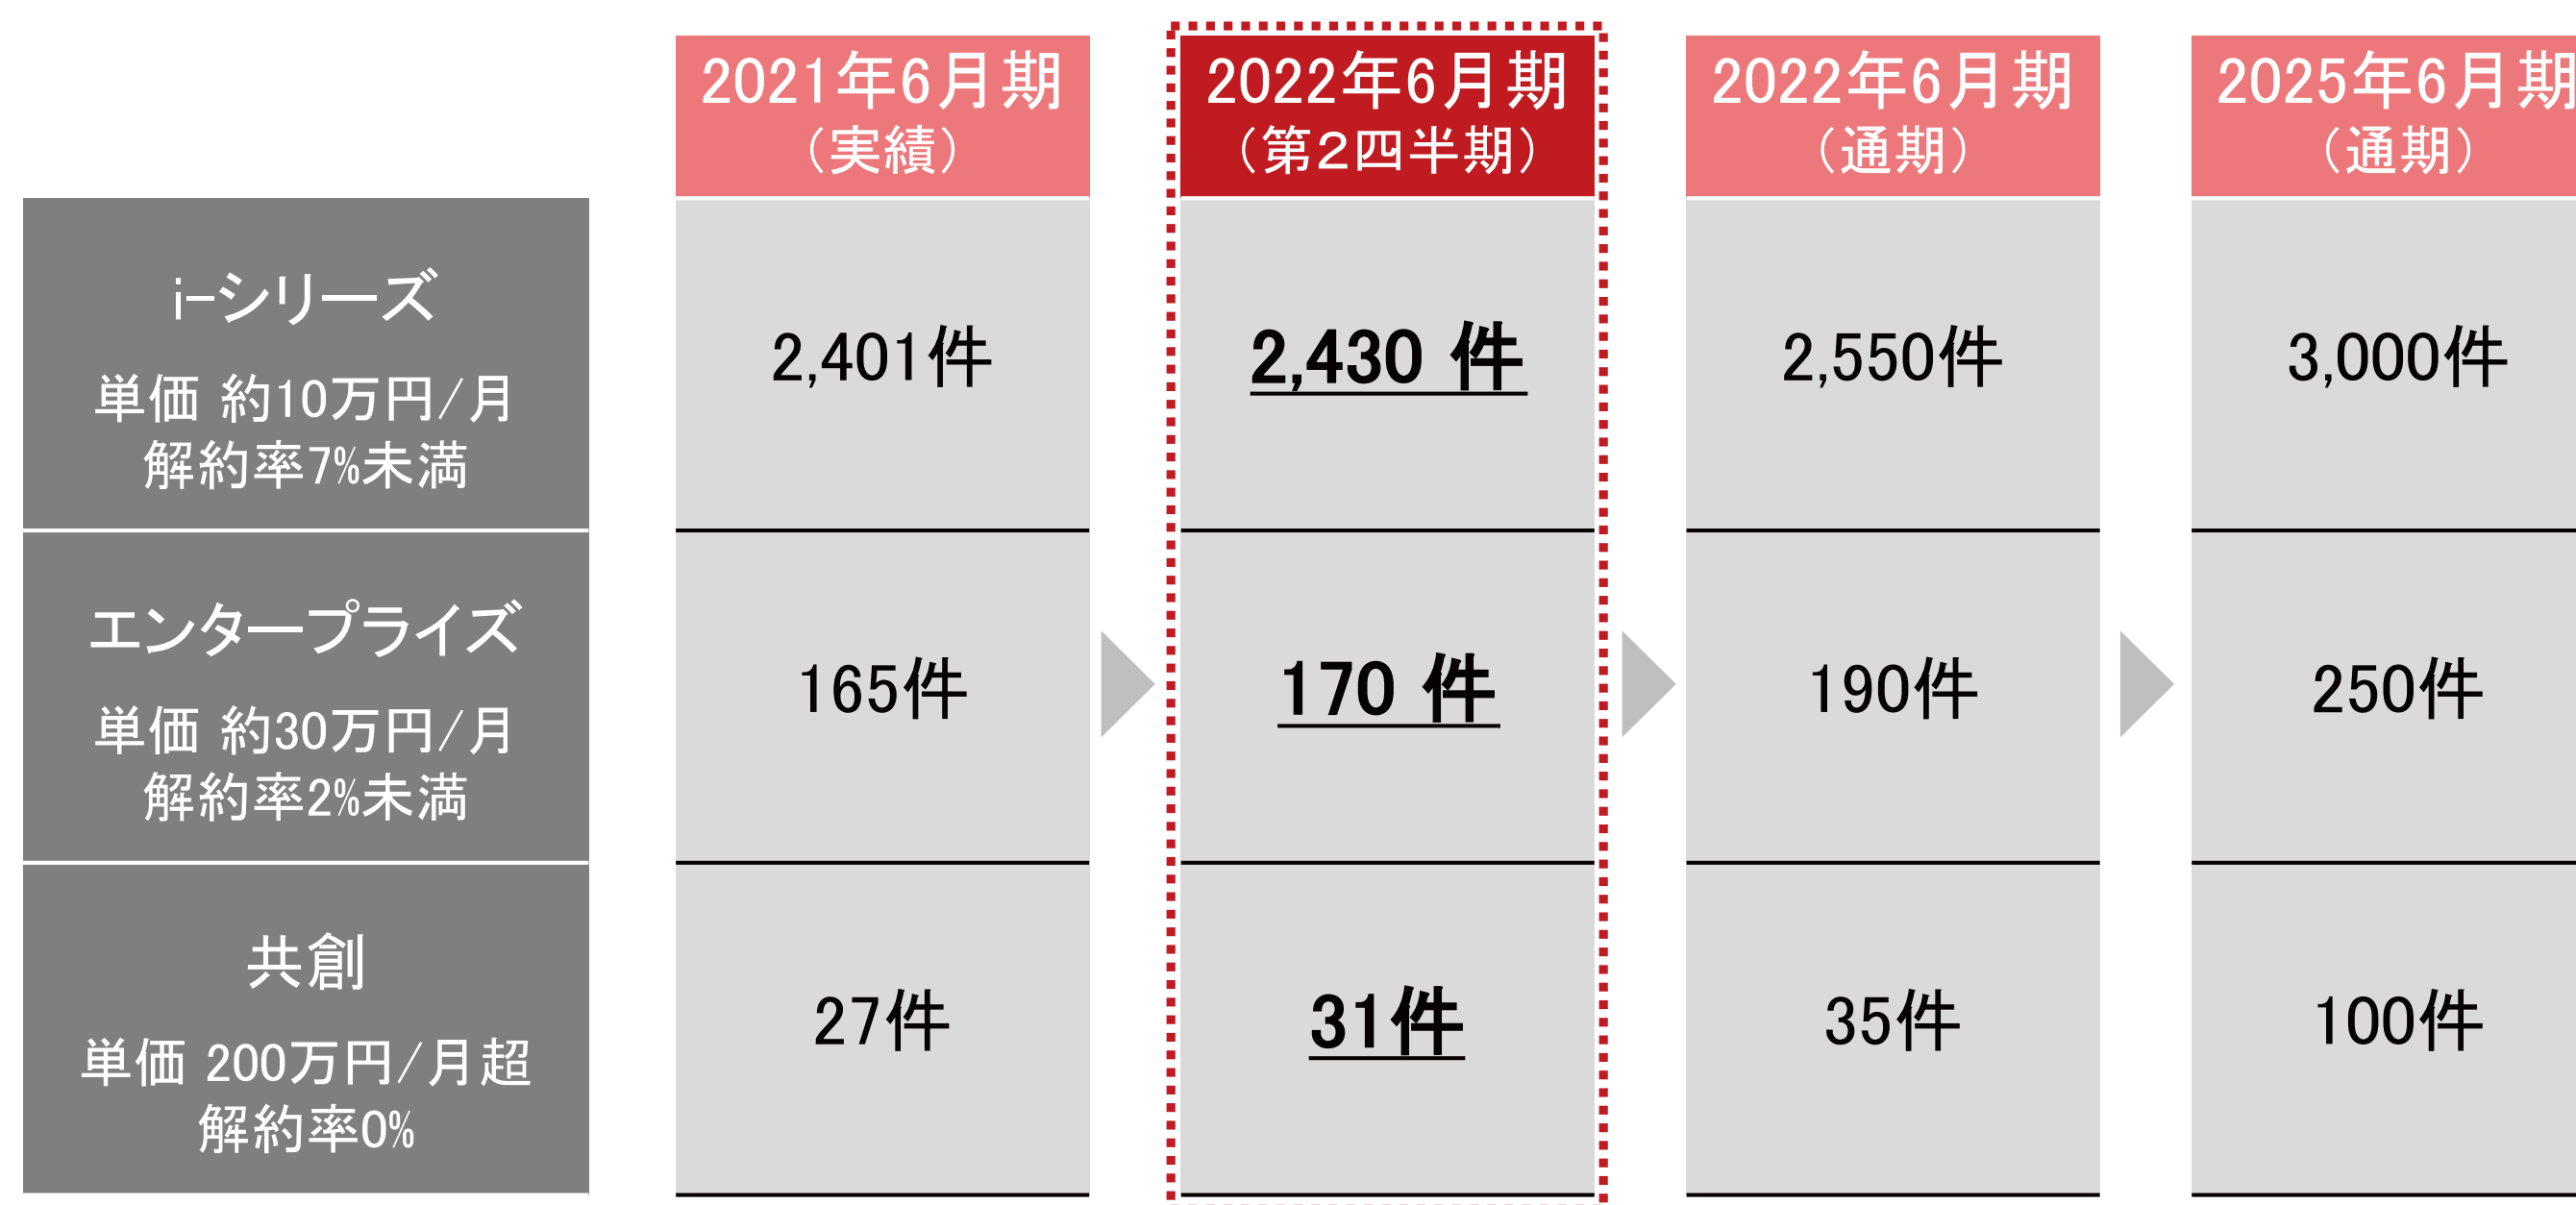 2021年6月期
（実績）
2022年6月期
（第2四半期）
2022年6月期
（通期）
2025年6月期
（通期）
i-シリーズ
単価 約10万円/月
解約率7%未満
2,401件
2,430 件
2,550件
3,000件
エンタープライズ
単価 約30万円/月
解約率2%未満
165件
170 件
190件
250件
共創
単価 200万円/月超
解約率0%
27件
31件
35件
100件